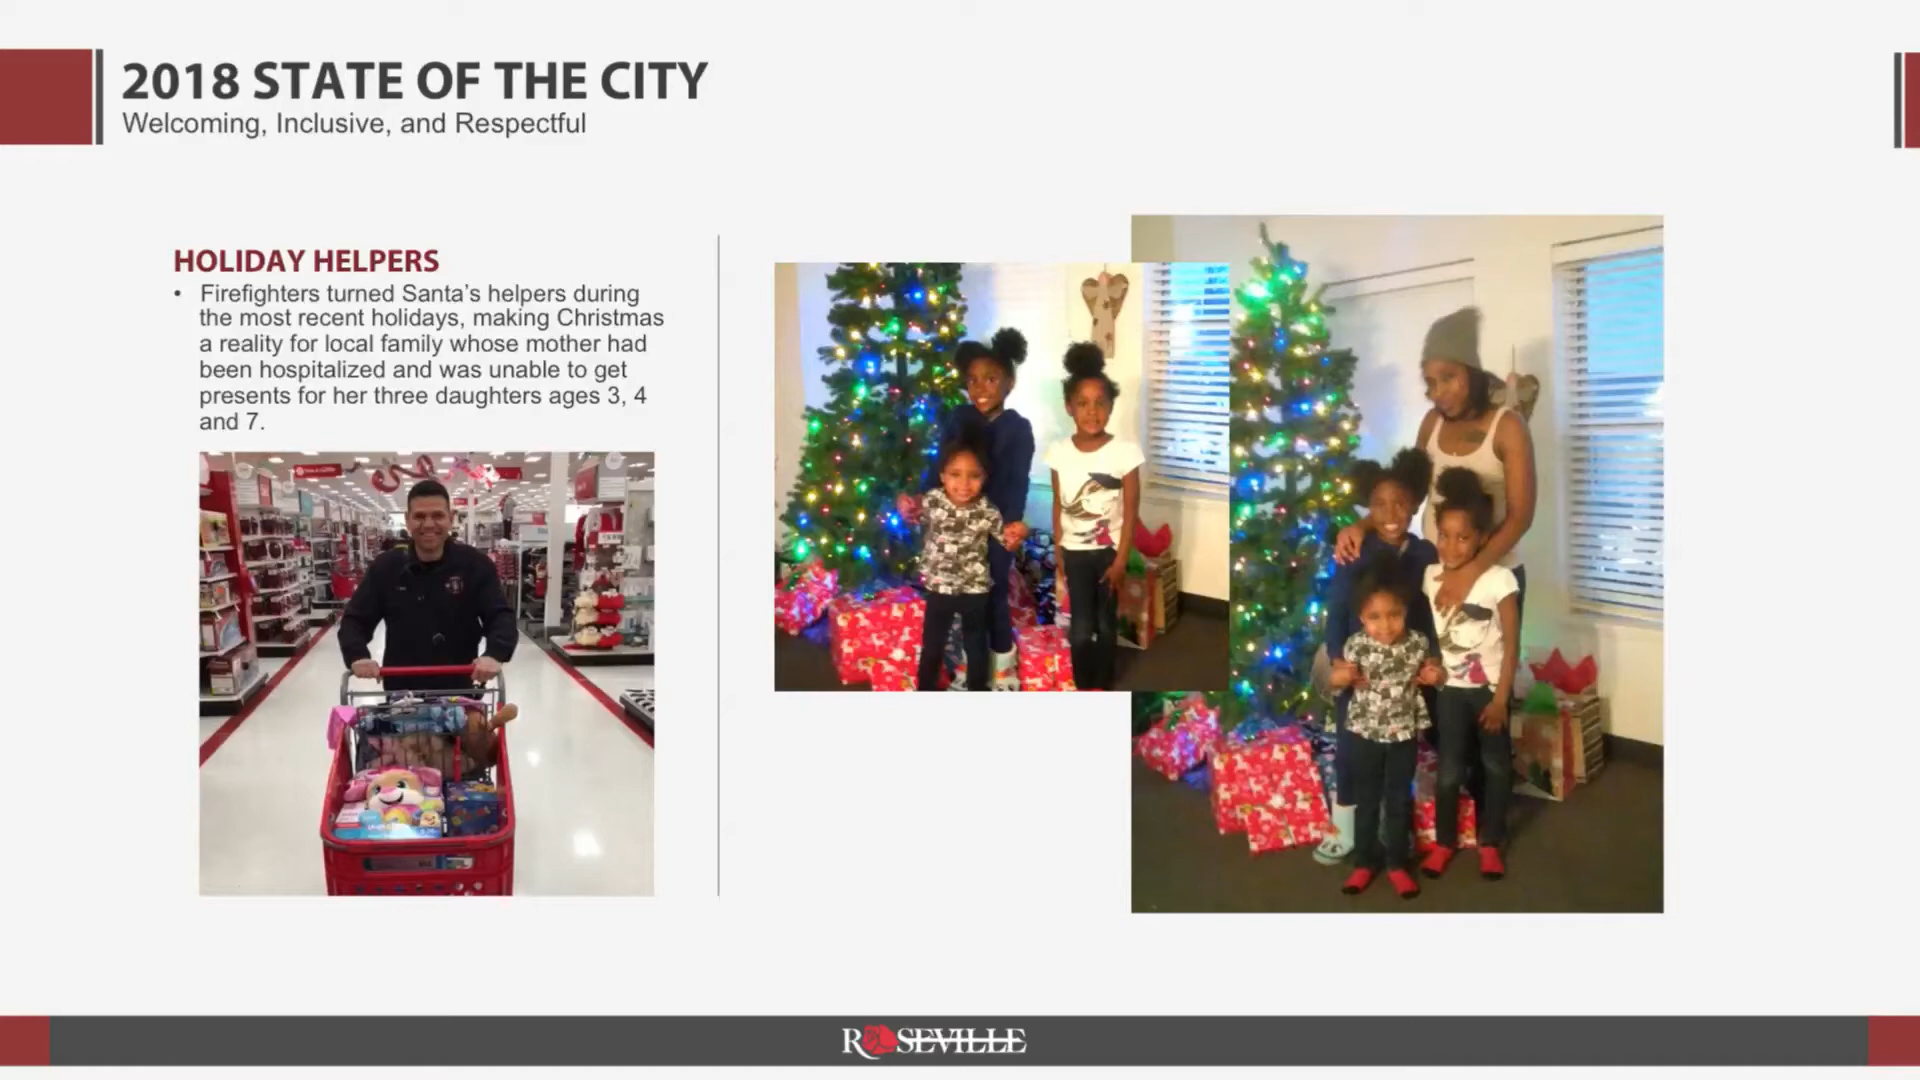 2018 STATE OF THE CITY
Welcoming, Inclusive, and Respectful
HOLIDAY HELPERS
• Firefighters turned Santa’s helpers during
the most recent holidays, making Christmas
a reality for local family whose mother had
been hospitalized and was unable to get
presents for her three daughters ages 3, 4
and 7.
ROSEVILLE